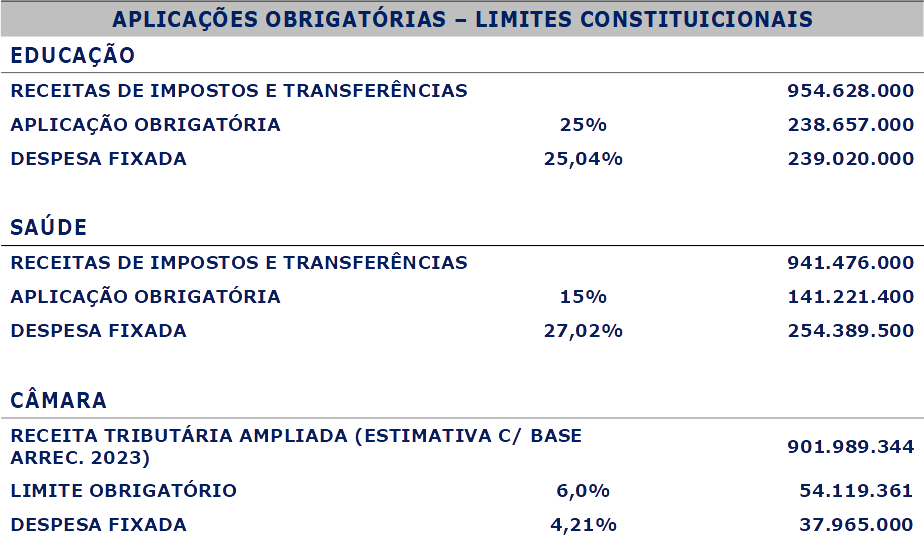 APLICAÇÕES OBRIGATÓRIAS – LIMITES CONSTITUICIONAIS
EDUCAÇÃO
RECEITAS DE IMPOSTOS E TRANSFERÊNCIAS 954.628.000
APLICAÇÃO OBRIGATÓRIA 25% 238.657.000
DESPESA FIXADA 25,04% 239.020.000
SAÚDE
RECEITAS DE IMPOSTOS E TRANSFERÊNCIAS 941.476.000
APLICAÇÃO OBRIGATÓRIA 15% 141.221.400
DESPESA FIXADA 27,02% 254.389.500
CÂMARA
RECEITA TRIBUTÁRIA AMPLIADA (ESTIMATIVA C/ BASE
ARREC. 2023) 901.989.344
LIMITE OBRIGATÓRIO 6,0% 54.119.361
DESPESA FIXADA 4,21% 37.965.000